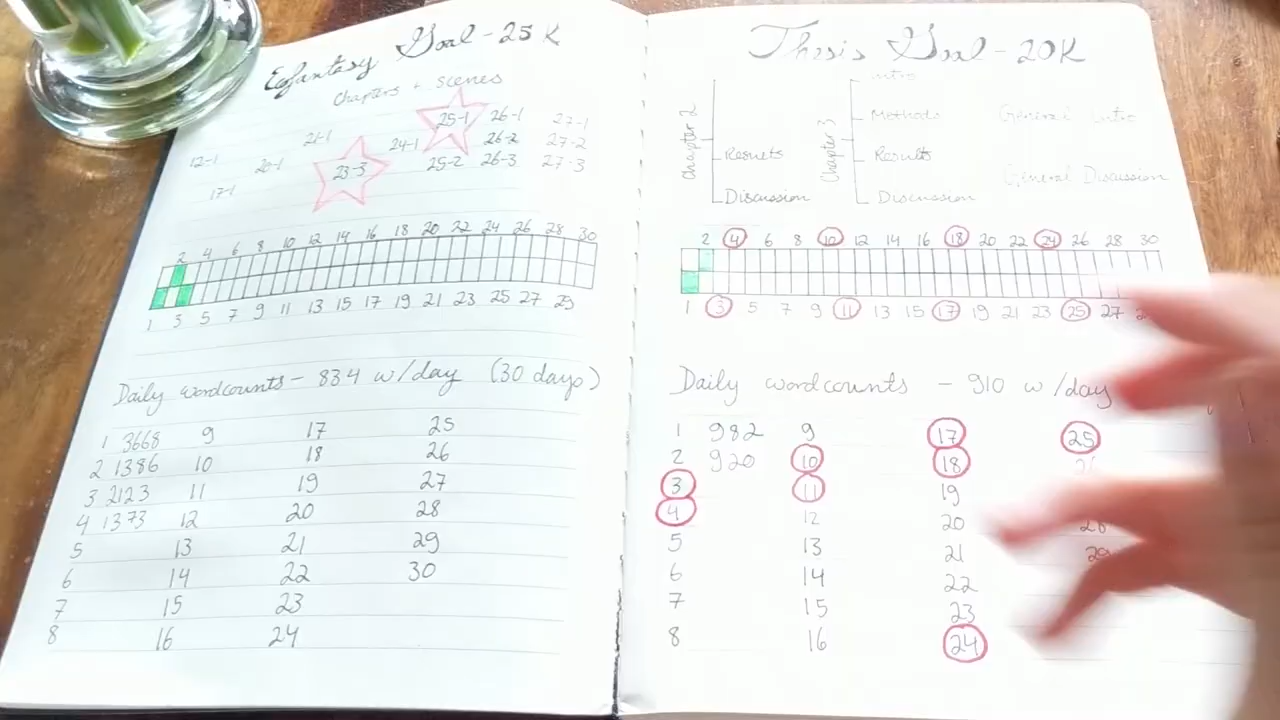 Ecofantasy Goal - 25K
Chapters + scenes
25-1 26-1 27-1
21-1 24-1 26-2 27-2
12-1 20-1 23-3 25-2 26-3 27-3
17-1
2 4 6 8 10 12 14 16 18 20 22 24 26 28 30
1 3 5 7 9 11 13 15 17 19 21 23 25 27 29
Daily wordcounts - 834 w/day (30 days)
1 3668 9 17 25
2 1386 10 18 26
3 2123 11 19 27
4 1373 12 20 28
5 13 21 29
6 14 22 30
7 15 23
8 16 24
Thesis Goal - 20K
Chapter 2
Results
Discussion
Chapter 3
Intro
Methods
Results
Discussion
General Intro
General Discussion
2 4 6 8 10 12 14 16 18 20 22 24 26 28 30
1 3 5 7 9 11 13 15 17 19 21 23 25 27
Daily wordcounts - 910 w/day
1 982 9 17 25
2 920 10 18 26
3 11 19
4 12 20 28
5 13 21 29
6 14 22
7 15 23
8 16 24